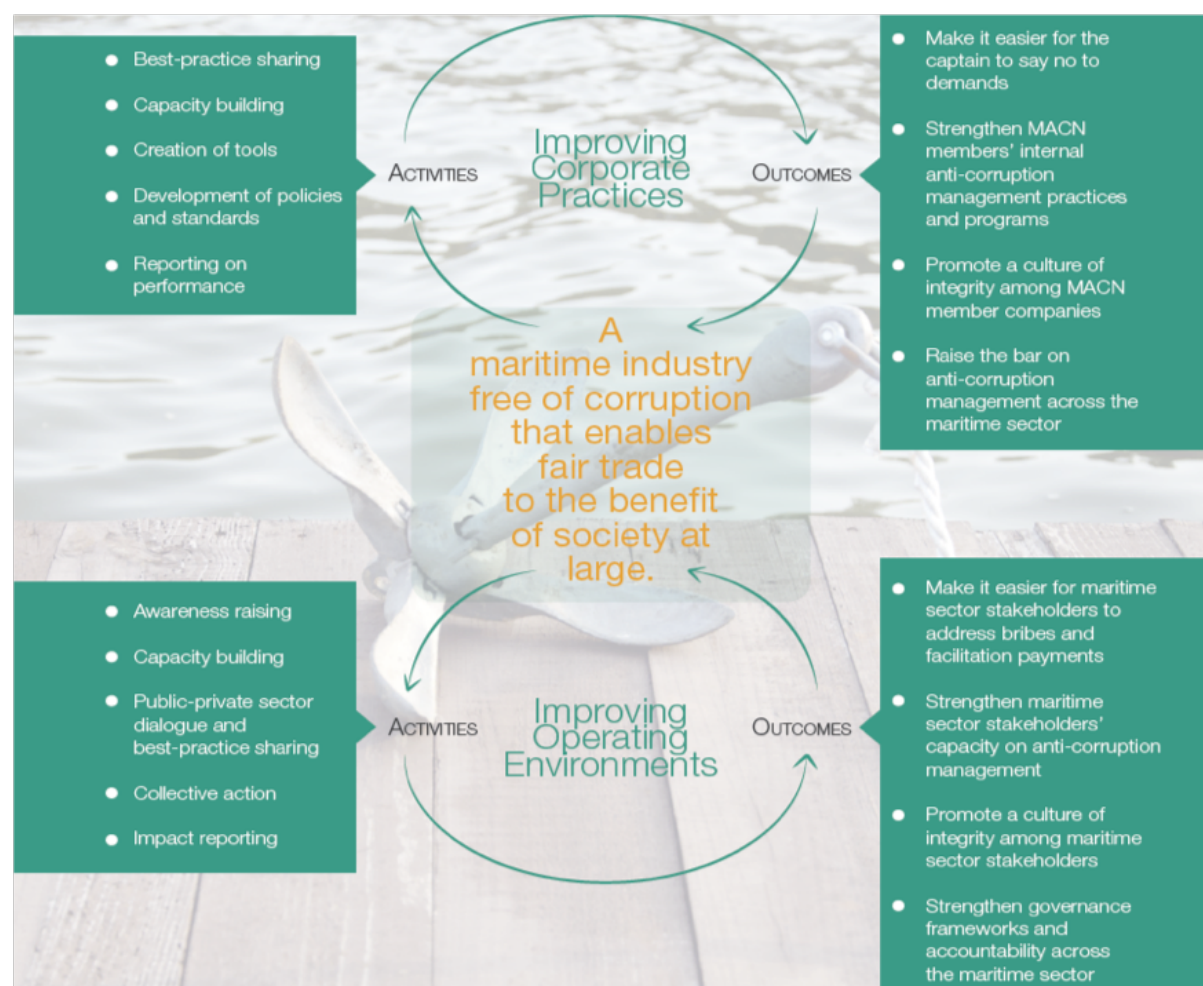 ● Best-practice sharing
● Capacity building
● Creation of tools
● Development of policies
and standards
● Reporting on
performance
ACTIVITIES
Improving
Corporate
Practices
OUTCOMES
● Make it easier for the
captain to say no to
demands
● Strengthen MACN
members' internal
anti-corruption
management practices
and programs
● Promote a culture of
integrity among MACN
member companies
● Raise the bar on
anti-corruption
management across the
maritime sector
A
maritime industry
free of corruption
that enables
fair trade
to the benefit
of society at
large.
● Awareness raising
● Capacity building
● Public-private sector
dialogue and
best-practice sharing
● Collective action
● Impact reporting
ACTIVITIES
Improving
Operating
Environments
OUTCOMES
● Make it easier for maritime
sector stakeholders to
address bribes and
facilitation payments
● Strengthen maritime
sector stakeholders'
capacity on anti-corruption
management
● Promote a culture of
integrity among maritime
sector stakeholders
● Strengthen governance
frameworks and
accountability across
the maritime sector